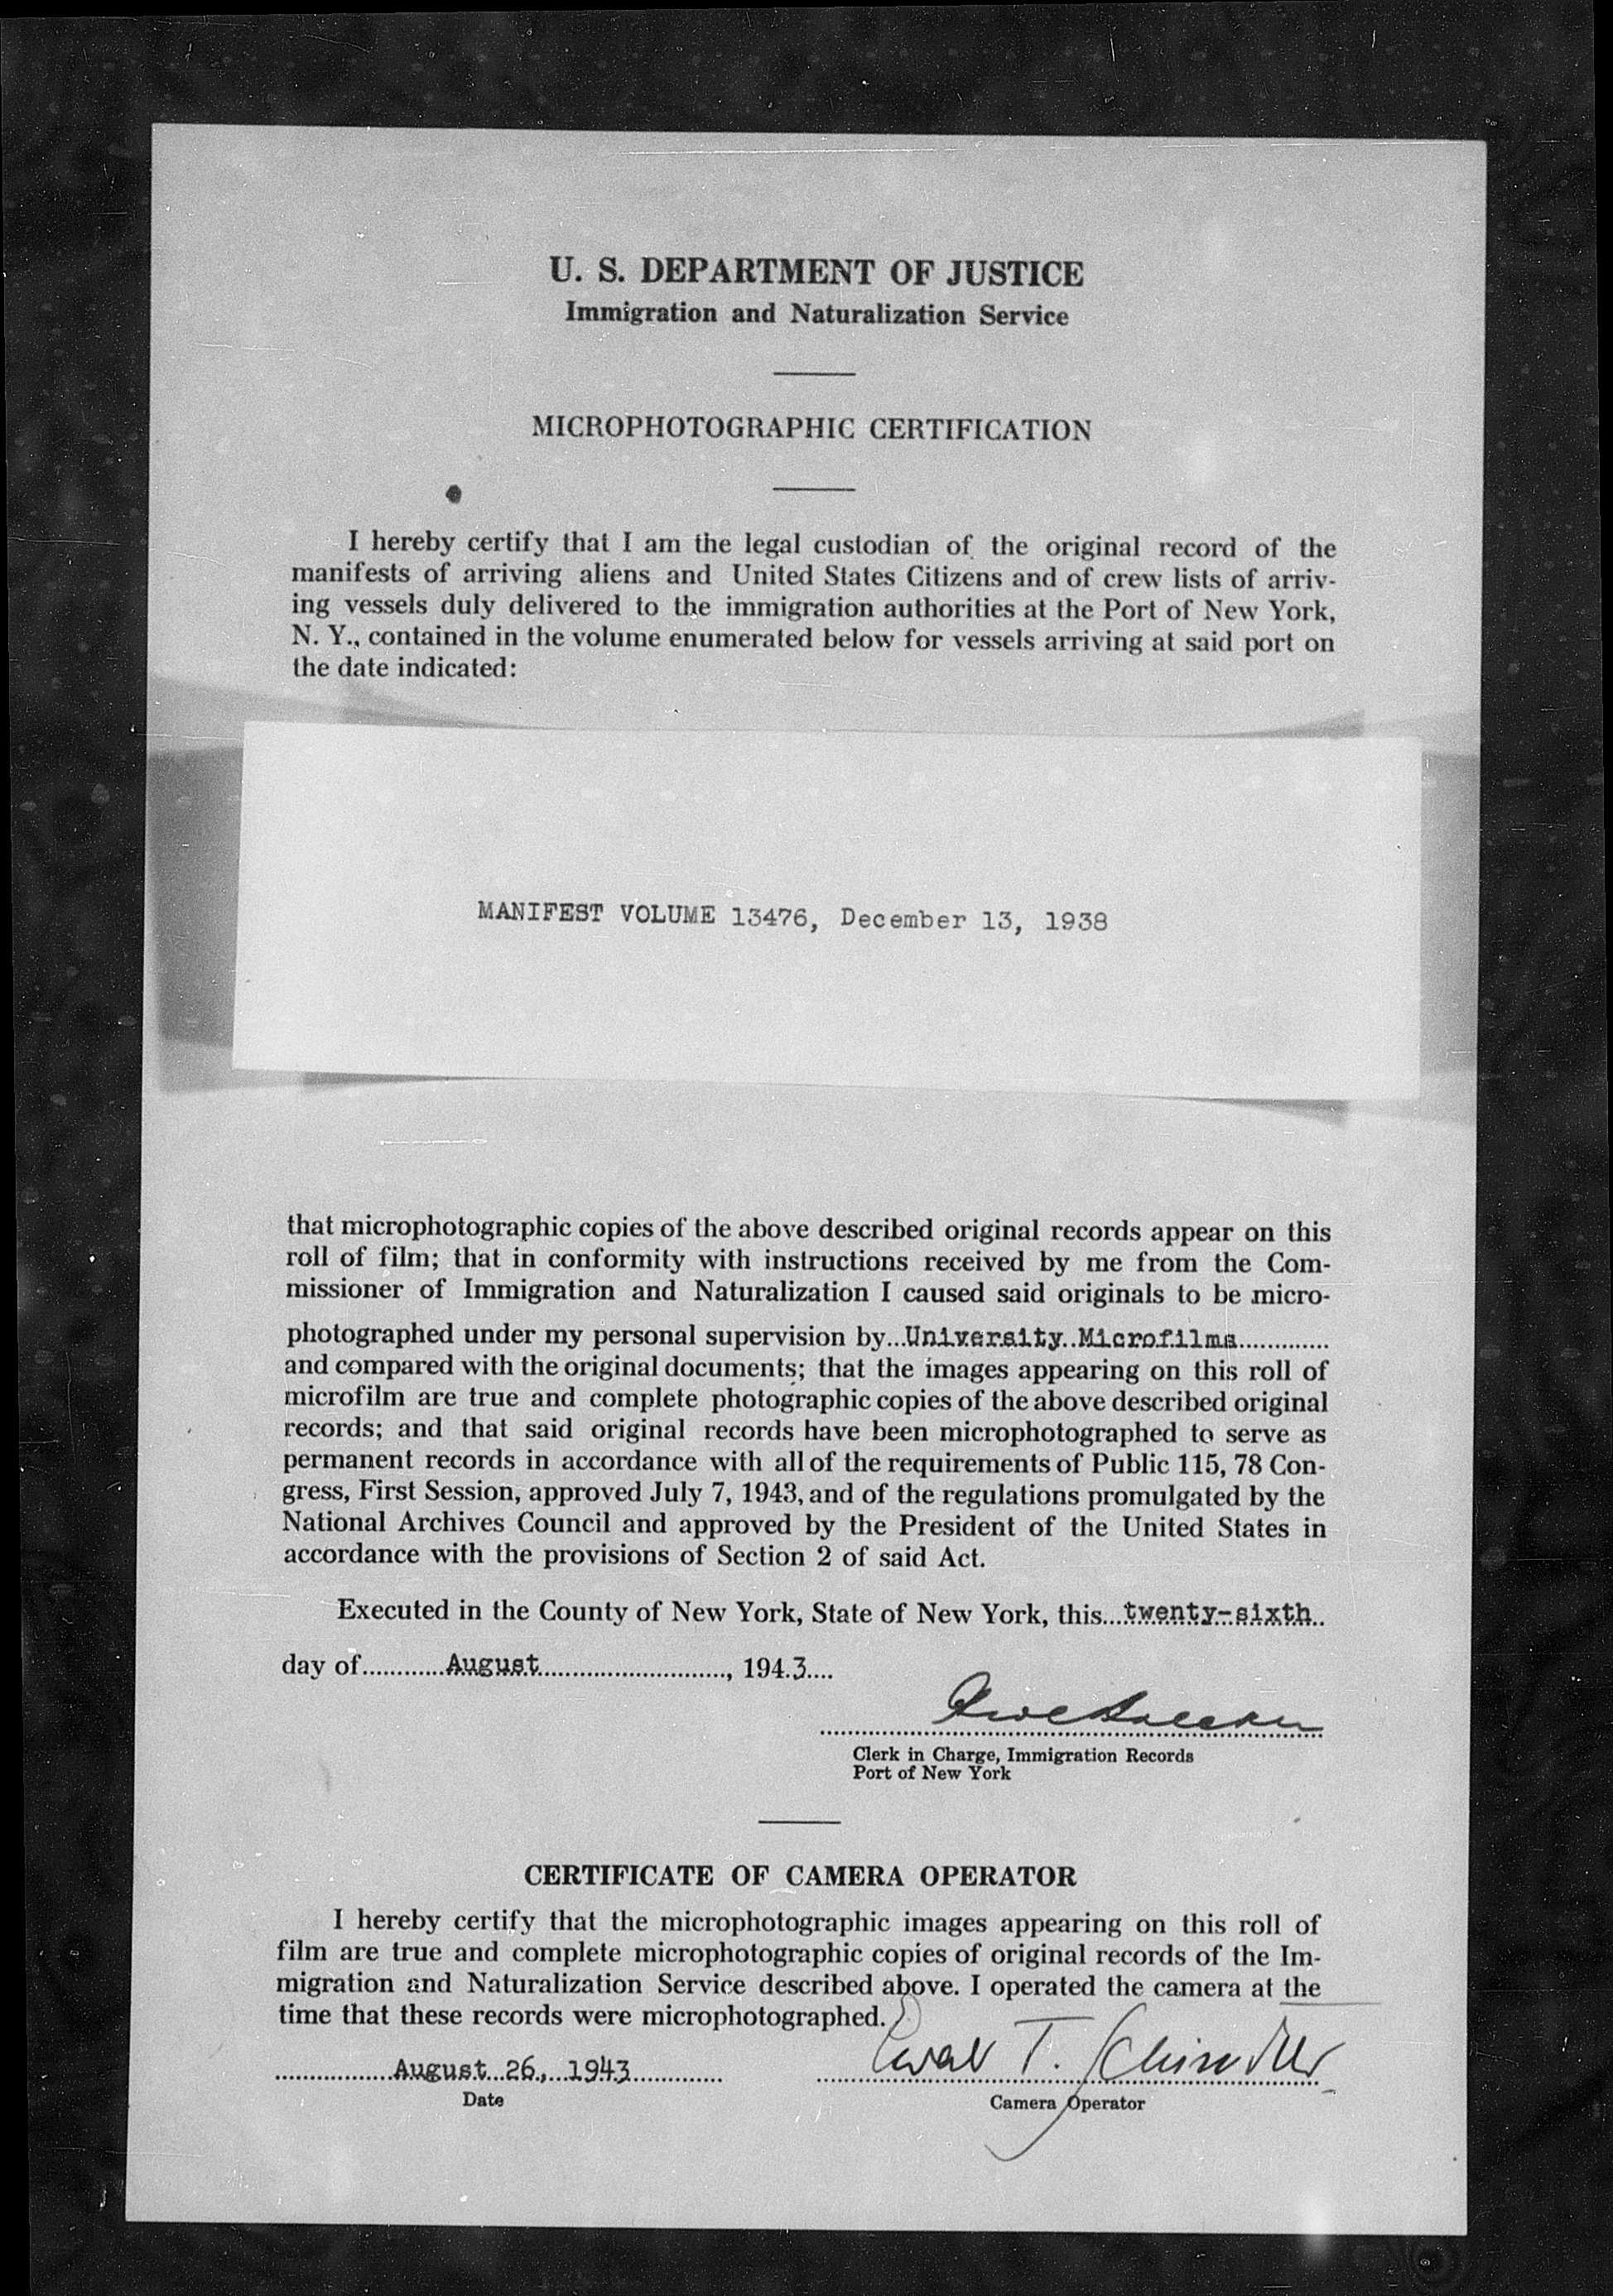 U. S. DEPARTMENT OF JUSTICE
Immigration and Naturalization Service
MICROPHOTOGRAPHIC CERTIFICATION
I hereby certify that I am the legal custodian of the original record of the
manifests of arriving aliens and United States Citizens and of crew lists of arriv-
ing vessels duly delivered to the immigration authorities at the Port of New York,
N. Y., contained in the volume enumerated below for vessels arriving at said port on
the date indicated:
MANIFEST VOLUME 13476, December 13, 1938
that microphotographic copies of the above described original records appear on this
roll of film; that in conformity with instructions received by me from the Com-
missioner of Immigration and Naturalization I caused said originals to be micro-
photographed under my personal supervision by...University Microfilms...
and compared with the original documents; that the images appearing on this roll of
microfilm are true and complete photographic copies of the above described original
records; and that said original records have been microphotographed to serve as
permanent records in accordance with all of the requirements of Public 115, 78 Con-
gress, First Session, approved July 7, 1943, and of the regulations promulgated by the
National Archives Council and approved by the President of the United States in
accordance with the provisions of Section 2 of said Act.
Executed in the County of New York, State of New York, this...twenty-sixth..
day of...August..., 194.3....
Clerk in Charge, Immigration Records
Port of New York
CERTIFICATE OF CAMERA OPERATOR
I hereby certify that the microphotographic images appearing on this roll of
film are true and complete microphotographic copies of original records of the Im-
migration and Naturalization Service described above. I operated the camera at the
time that these records were microphotographed.
August 26, 1943 T. Schindler
Date Camera Operator